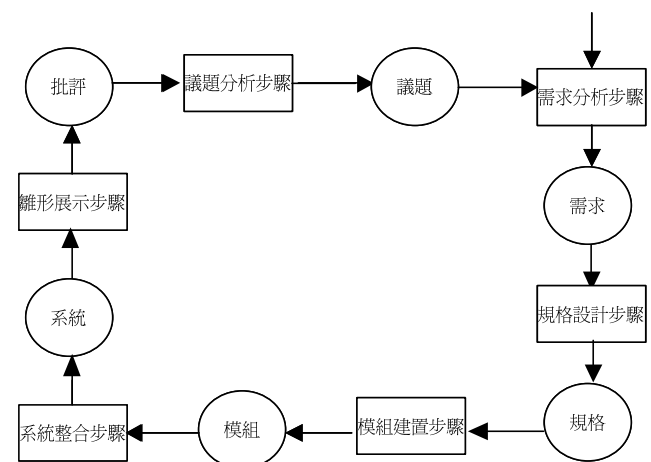 批評
議題分析步驟
議題
需求分析步驟
雛形展示步驟
需求
系統
規格設計步驟
系統整合步驟
模組
模組建置步驟
規格